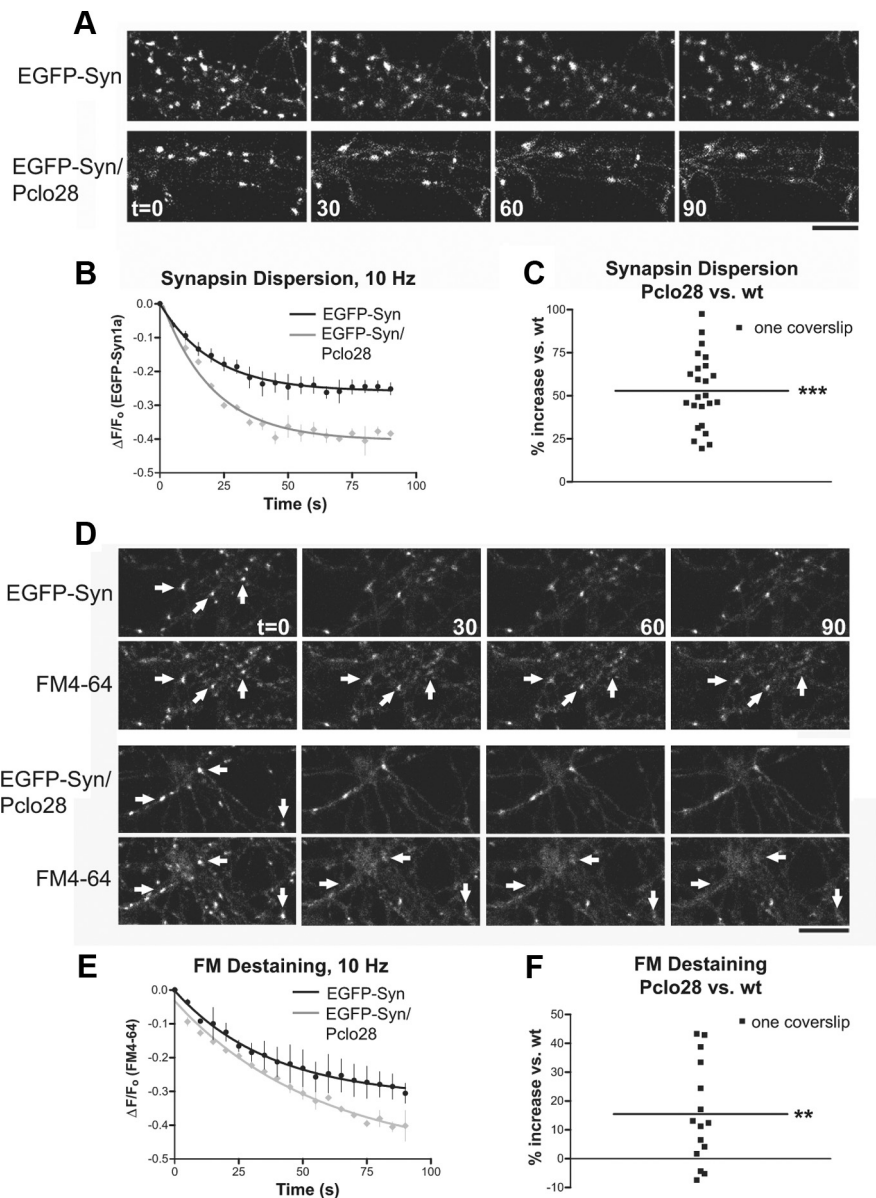 A
EGFP-Syn
EGFP-Syn/
Pclo28
t=0
30
60
90
B
Synapsin Dispersion, 10 Hz
EGFP-Syn
EGFP-Syn/
Pclo28
0.0
-0.1
-0.2
-0.3
-0.4
-0.5
ΔF/Fo (EGFP-Syn1a)
0
25
50
75
100
Time (s)
C
Synapsin Dispersion
Pclo28 vs. wt
one coverslip
100
75
50
25
0
% increase vs. wt
***
D
EGFP-Syn
t=0
30
60
90
FM4-64
EGFP-Syn/
Pclo28
FM4-64
E
FM Destaining, 10 Hz
EGFP-Syn
EGFP-Syn/
Pclo28
0.0
-0.1
-0.2
-0.3
-0.4
-0.5
ΔF/Fo (FM4-64)
0
25
50
75
100
Time (s)
F
FM Destaining
Pclo28 vs. wt
one coverslip
50
40
30
20
10
0
-10
% increase vs. wt
**